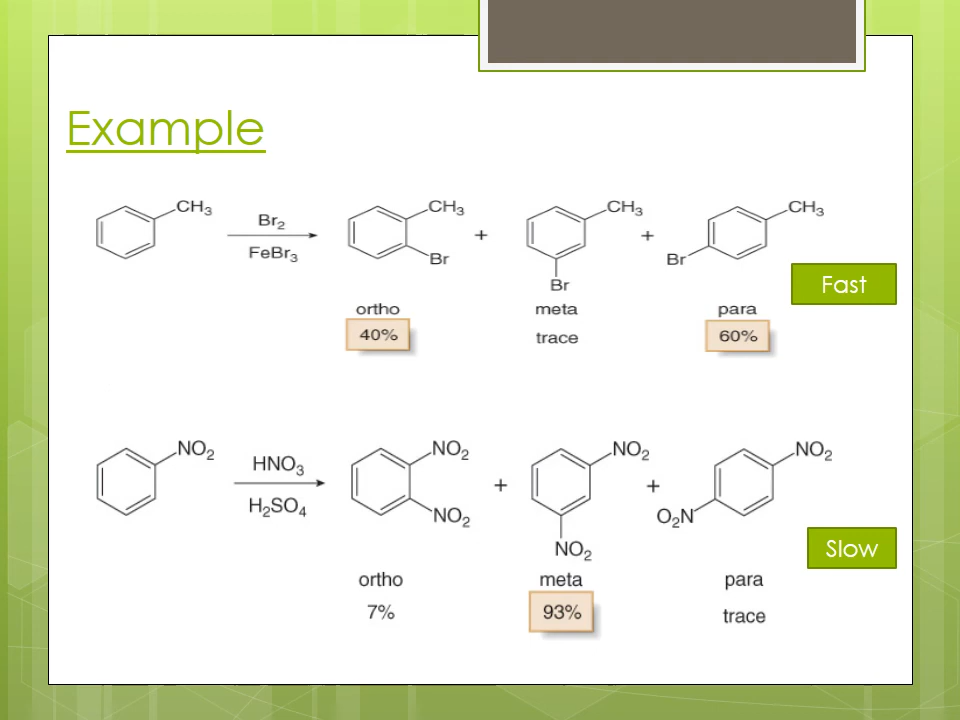 Example
CH₃
Br₂
FeBr₃
CH₃
Br
+
CH₃
Br
+
CH₃
Br
Fast
ortho
meta
para
40%
trace
60%
NO₂
HNO₃
H₂SO₄
NO₂
NO₂
+
NO₂
NO₂
+
NO₂
O₂N
Slow
ortho
meta
para
7%
93%
trace